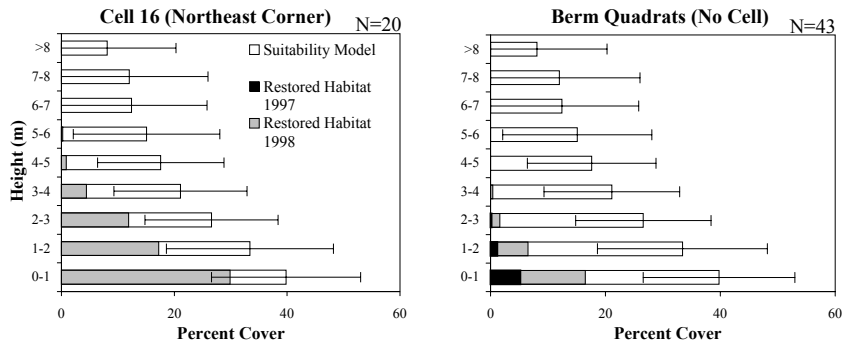 Cell 16 (Northeast Corner)
N=20
Height (m)
>8
7-8
6-7
5-6
4-5
3-4
2-3
1-2
0-1
Suitability Model
Restored Habitat
1997
Restored Habitat
1998
0
20
40
60
Percent Cover
Berm Quadrats (No Cell)
N=43
>8
7-8
6-7
5-6
4-5
3-4
2-3
1-2
0-1
0
20
40
60
Percent Cover